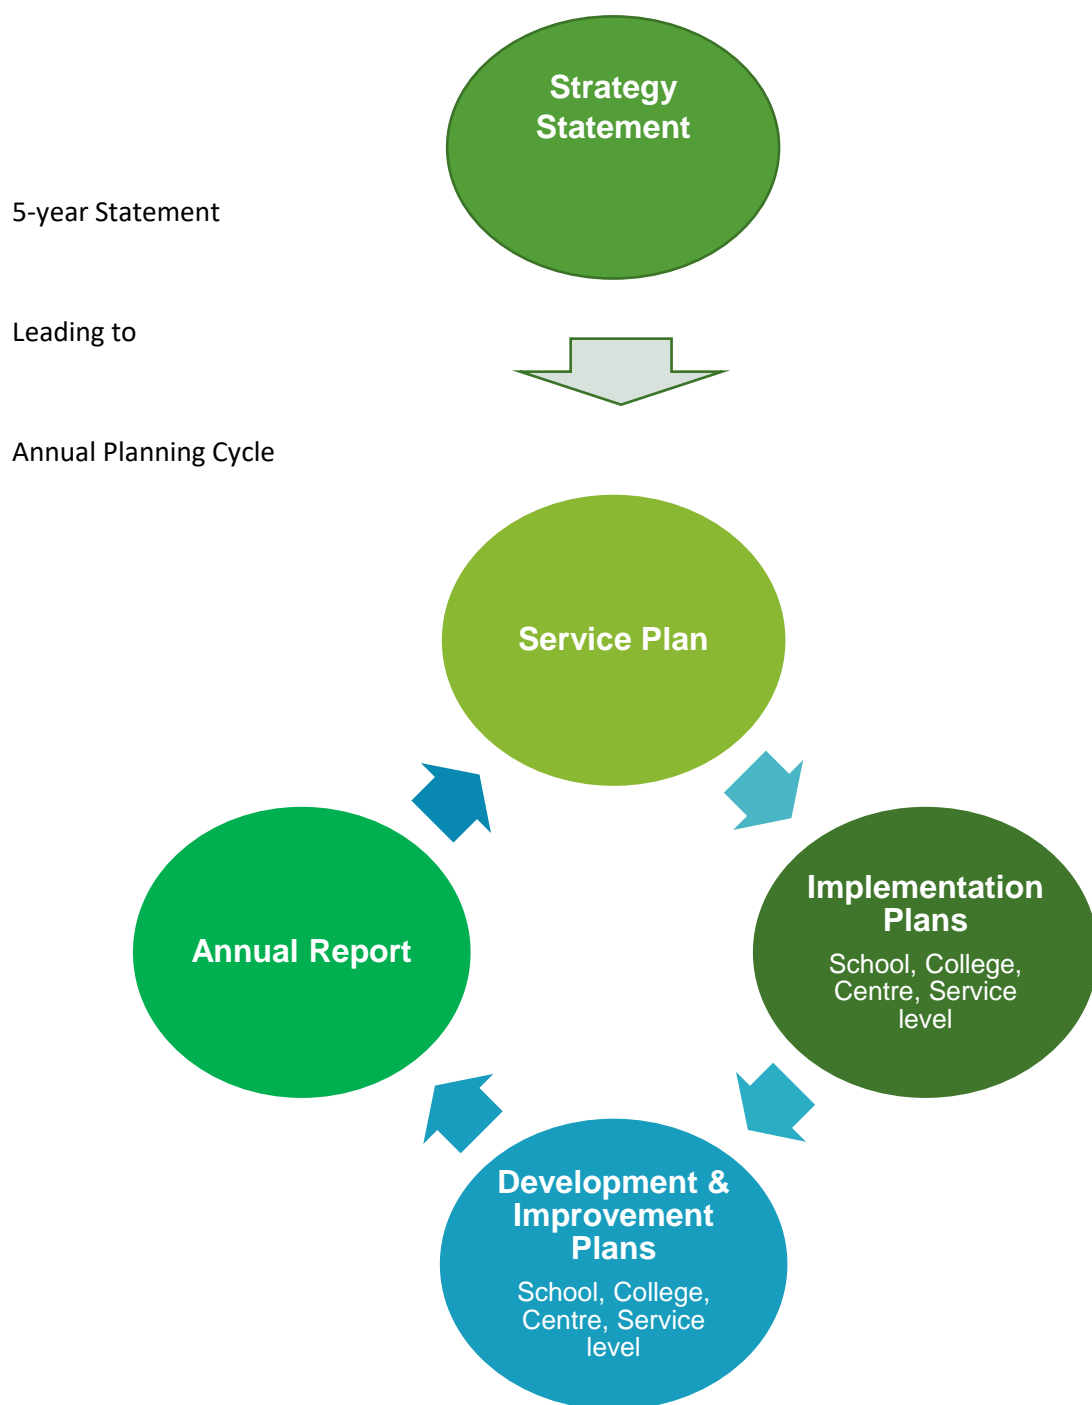 Strategy
Statement
5-year Statement
Leading to
Annual Planning Cycle
Service Plan
Implementation
Plans
School, College,
Centre, Service
level
Annual Report
Development &
Improvement
Plans
School, College,
Centre, Service
level